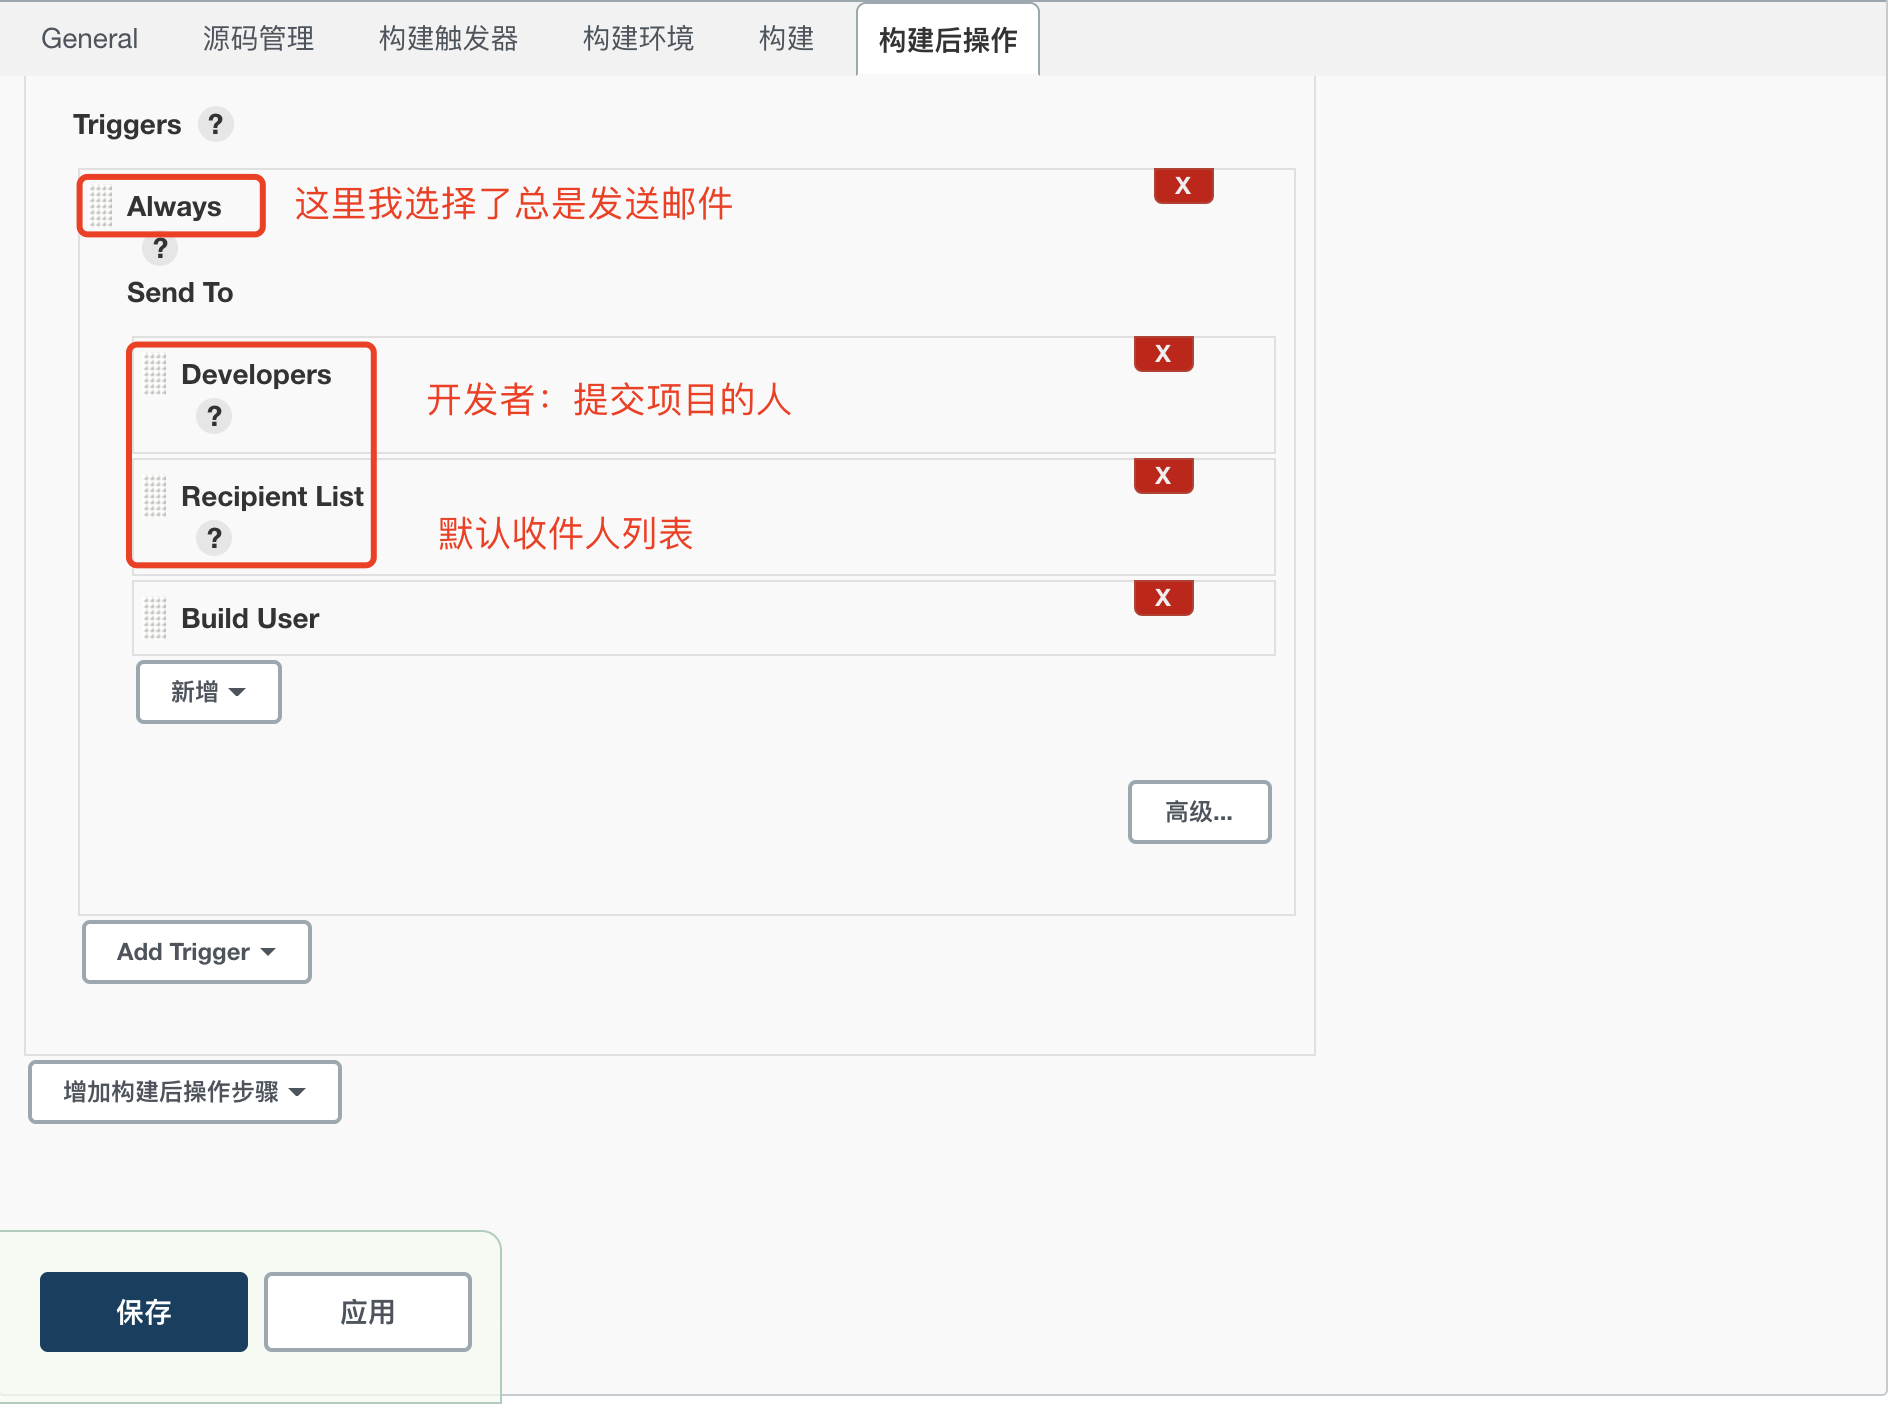 General 源码管理 构建触发器 构建环境 构建 构建后操作
Triggers ?
Always 这里我选择了总是发送邮件 X
?
Send To
Developers X
? 开发者：提交项目的人
Recipient List X
? 默认收件人列表
Build User X
新增
高级...
Add Trigger
增加构建后操作步骤
保存 应用